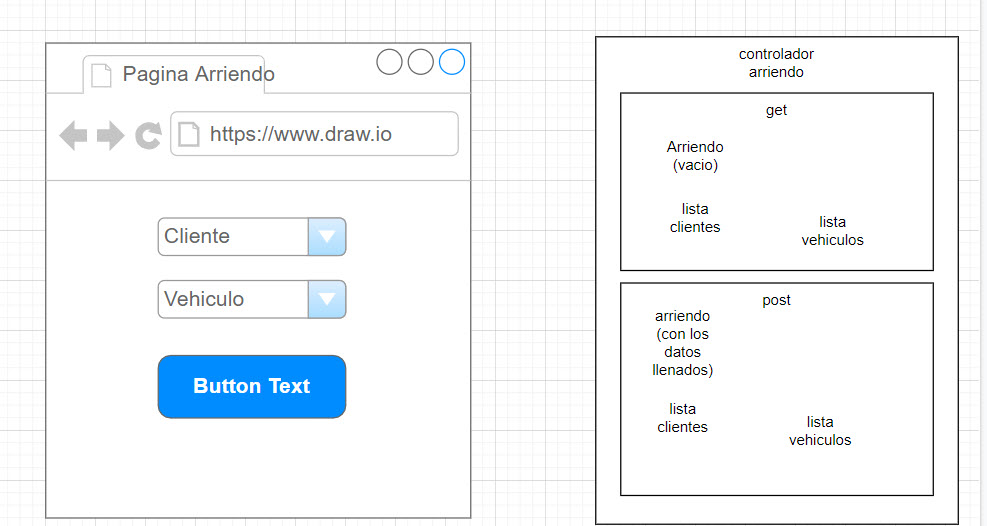 Pagina Arriendo
https://www.draw.io
Cliente
Vehiculo
Button Text
controlador
arriendo
get
Arriendo
(vacio)
lista
clientes
lista
vehiculos
post
arriendo
(con los
datos
llenados)
lista
clientes
lista
vehiculos